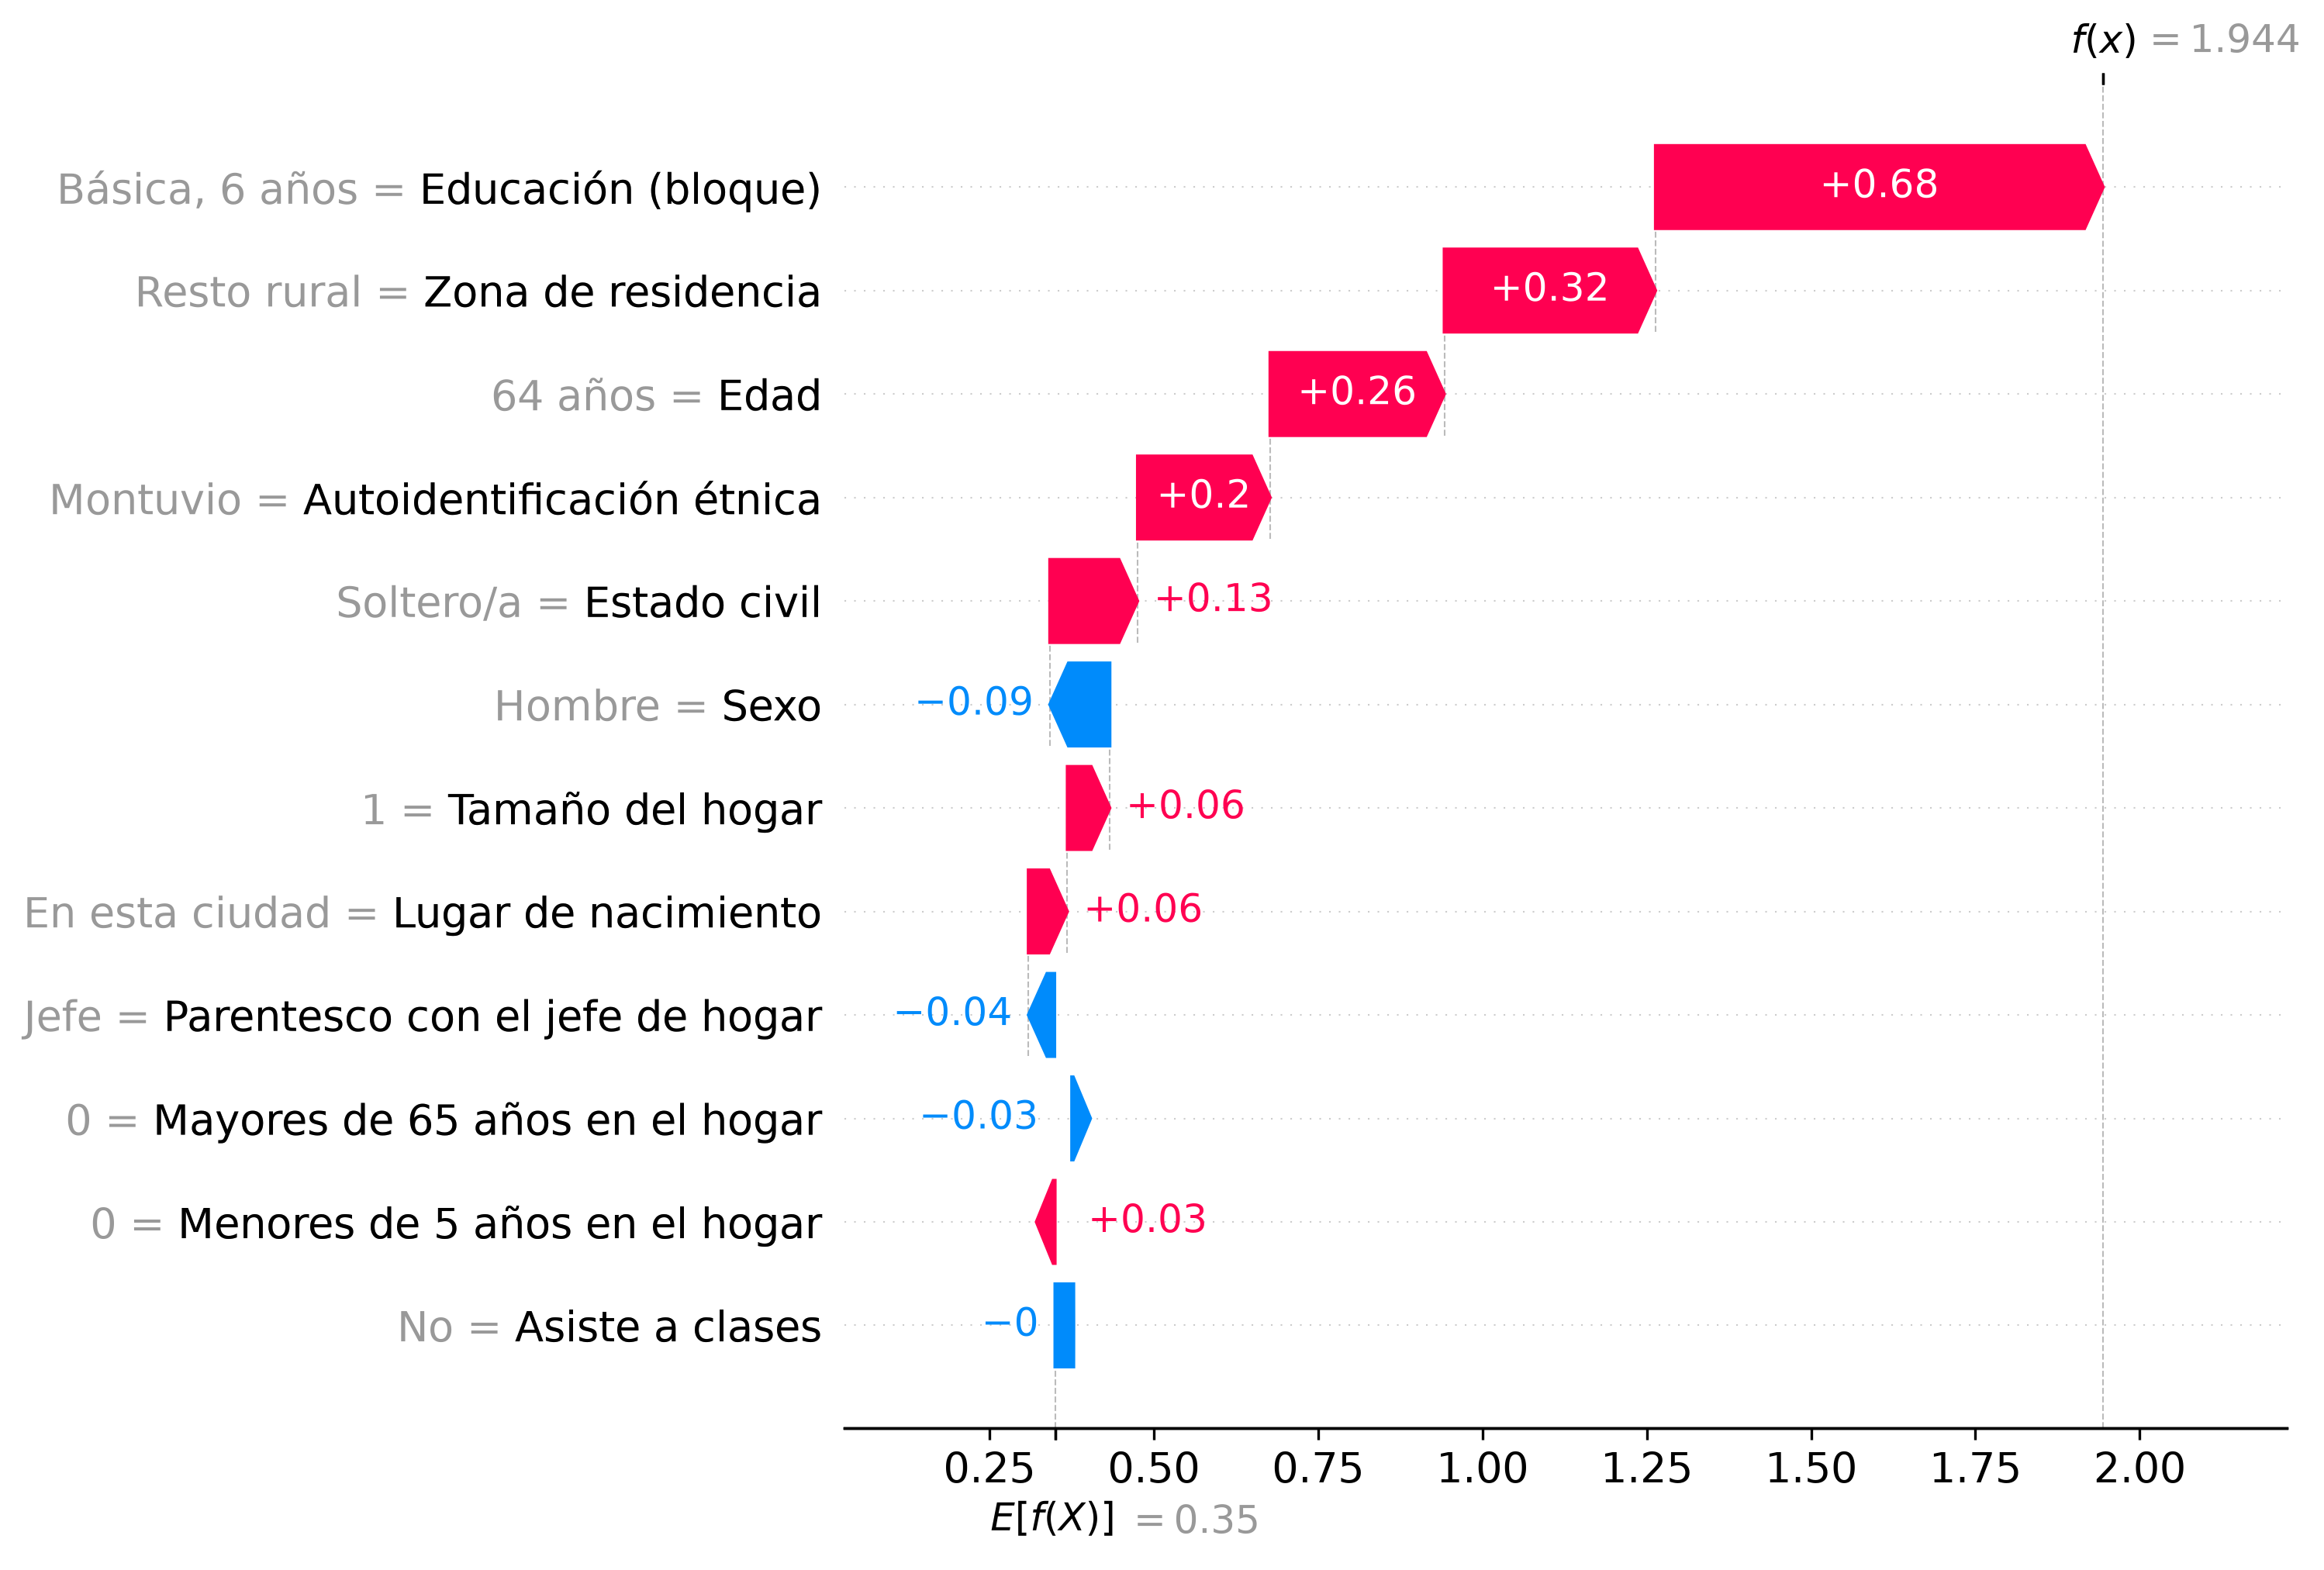 f(x) = 1.944
Básica, 6 años = Educación (bloque) +0.68
Resto rural = Zona de residencia +0.32
64 años = Edad +0.26
Montuvio = Autoidentificación étnica +0.2
Soltero/a = Estado civil +0.13
Hombre = Sexo −0.09
1 = Tamaño del hogar +0.06
En esta ciudad = Lugar de nacimiento +0.06
Jefe = Parentesco con el jefe de hogar −0.04
0 = Mayores de 65 años en el hogar −0.03
0 = Menores de 5 años en el hogar +0.03
No = Asiste a clases −0
0.25 0.50 0.75 1.00 1.25 1.50 1.75 2.00
E[f(X)] = 0.35